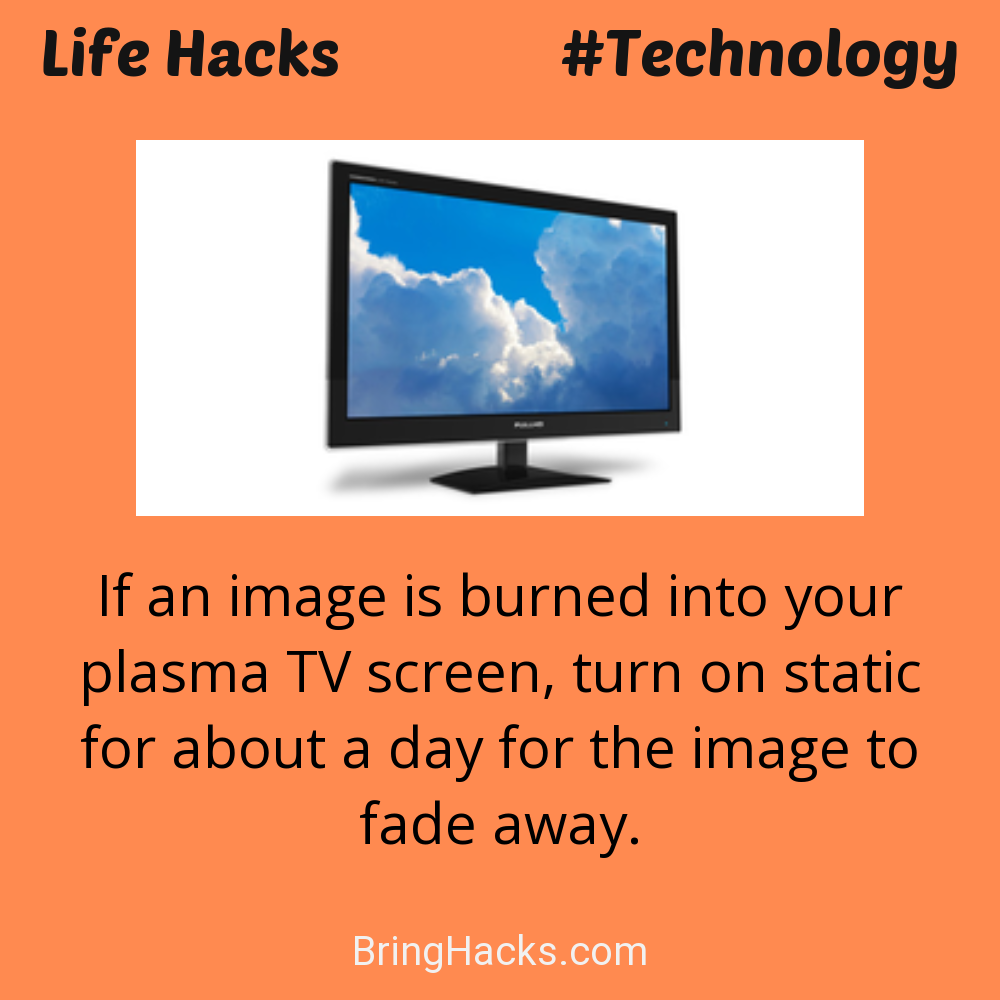 Life Hacks #Technology
If an image is burned into your
plasma TV screen, turn on static
for about a day for the image to
fade away.
BringHacks.com